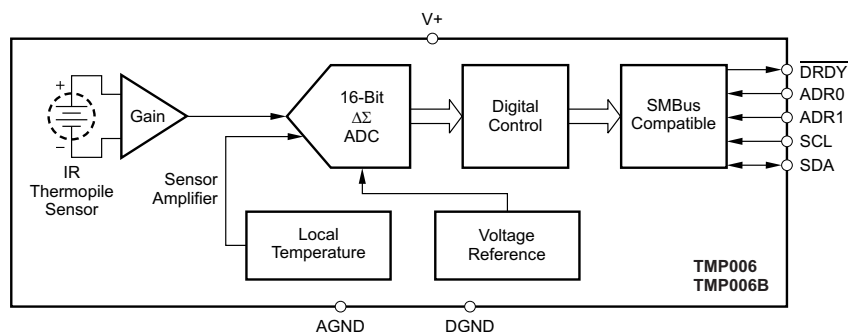 V+
+
Gain
−
IR
Thermopile
Sensor
16-Bit
ΔΣ
ADC
Digital
Control
SMBus
Compatible
DRDY
ADR0
ADR1
SCL
SDA
Sensor
Amplifier
Local
Temperature
Voltage
Reference
TMP006
TMP006B
AGND
DGND